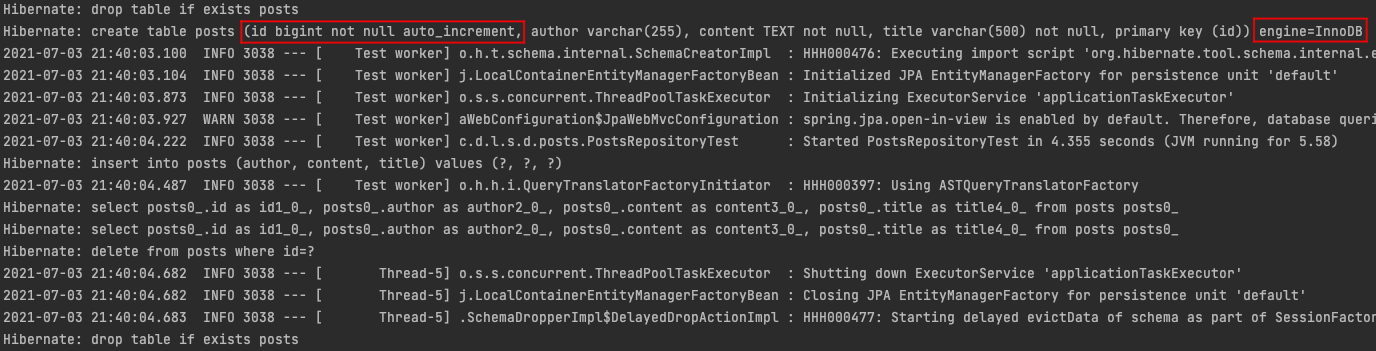 Hibernate: drop table if exists posts
Hibernate: create table posts (id bigint not null auto_increment, author varchar(255), content TEXT not null, title varchar(500) not null, primary key (id)) engine=InnoDB
2021-07-03 21:40:03.100  INFO 3038 --- [    Test worker] o.h.t.schema.internal.SchemaCreatorImpl  : HHH000476: Executing import script 'org.hibernate.tool.schema.internal.e
2021-07-03 21:40:03.104  INFO 3038 --- [    Test worker] j.LocalContainerEntityManagerFactoryBean : Initialized JPA EntityManagerFactory for persistence unit 'default'
2021-07-03 21:40:03.873  INFO 3038 --- [    Test worker] o.s.s.concurrent.ThreadPoolTaskExecutor  : Initializing ExecutorService 'applicationTaskExecutor'
2021-07-03 21:40:03.927  WARN 3038 --- [    Test worker] aWebConfiguration$JpaWebMvcConfiguration : spring.jpa.open-in-view is enabled by default. Therefore, database queri
2021-07-03 21:40:04.222  INFO 3038 --- [    Test worker] c.d.l.s.d.posts.PostsRepositoryTest      : Started PostsRepositoryTest in 4.355 seconds (JVM running for 5.58)
Hibernate: insert into posts (author, content, title) values (?, ?, ?)
2021-07-03 21:40:04.487  INFO 3038 --- [    Test worker] o.h.h.i.QueryTranslatorFactoryInitiator  : HHH000397: Using ASTQueryTranslatorFactory
Hibernate: select posts0_.id as id1_0_, posts0_.author as author2_0_, posts0_.content as content3_0_, posts0_.title as title4_0_ from posts posts0_
Hibernate: select posts0_.id as id1_0_, posts0_.author as author2_0_, posts0_.content as content3_0_, posts0_.title as title4_0_ from posts posts0_
Hibernate: delete from posts where id=?
2021-07-03 21:40:04.682  INFO 3038 --- [       Thread-5] o.s.s.concurrent.ThreadPoolTaskExecutor  : Shutting down ExecutorService 'applicationTaskExecutor'
2021-07-03 21:40:04.682  INFO 3038 --- [       Thread-5] j.LocalContainerEntityManagerFactoryBean : Closing JPA EntityManagerFactory for persistence unit 'default'
2021-07-03 21:40:04.683  INFO 3038 --- [       Thread-5] .SchemaDropperImpl$DelayedDropActionImpl : HHH000477: Starting delayed evictData of schema as part of SessionFactor
Hibernate: drop table if exists posts